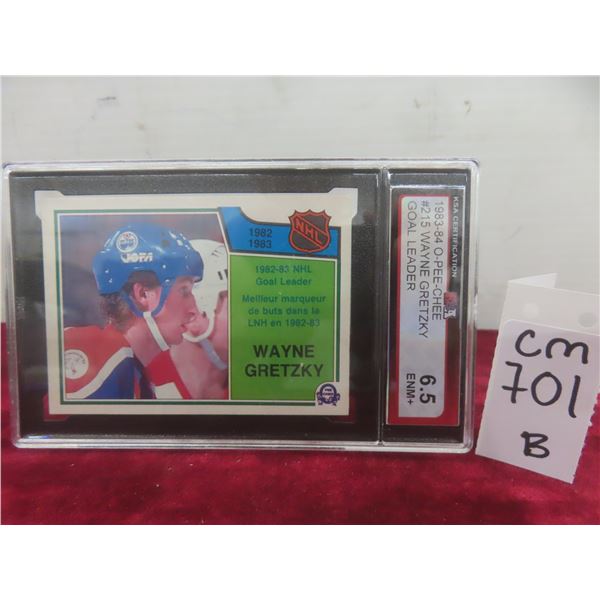 1982
1983
NHL
1982-83 NHL
Goal Leader
Meilleur marqueur
de buts dans la
LNH en 1982-83
WAYNE
GRETZKY
JOFA
KSA CERTIFICATION
1983-84 O-PEE-CHEE
#215 WAYNE GRETZKY
GOAL LEADER
6.5
ENM+
CM
701
B